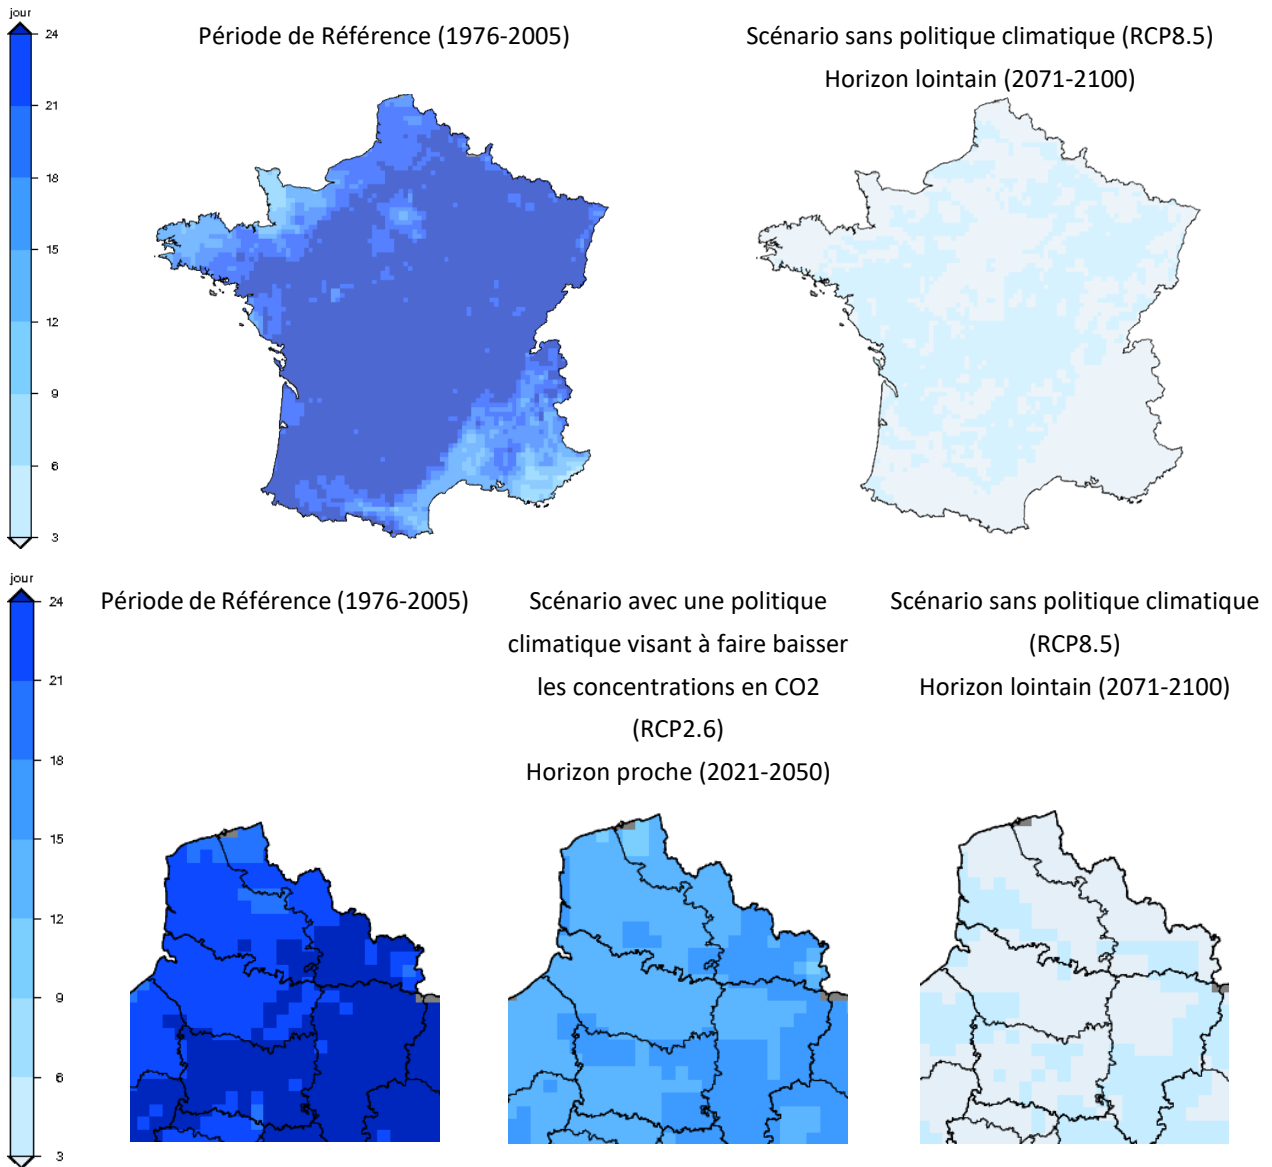 jour
24
21
18
15
12
9
6
3
Période de Référence (1976-2005)
Scénario sans politique climatique (RCP8.5)
Horizon lointain (2071-2100)
jour
24
21
18
15
12
9
6
3
Période de Référence (1976-2005)
Scénario avec une politique
climatique visant à faire baisser
les concentrations en CO2
(RCP2.6)
Horizon proche (2021-2050)
Scénario sans politique climatique
(RCP8.5)
Horizon lointain (2071-2100)